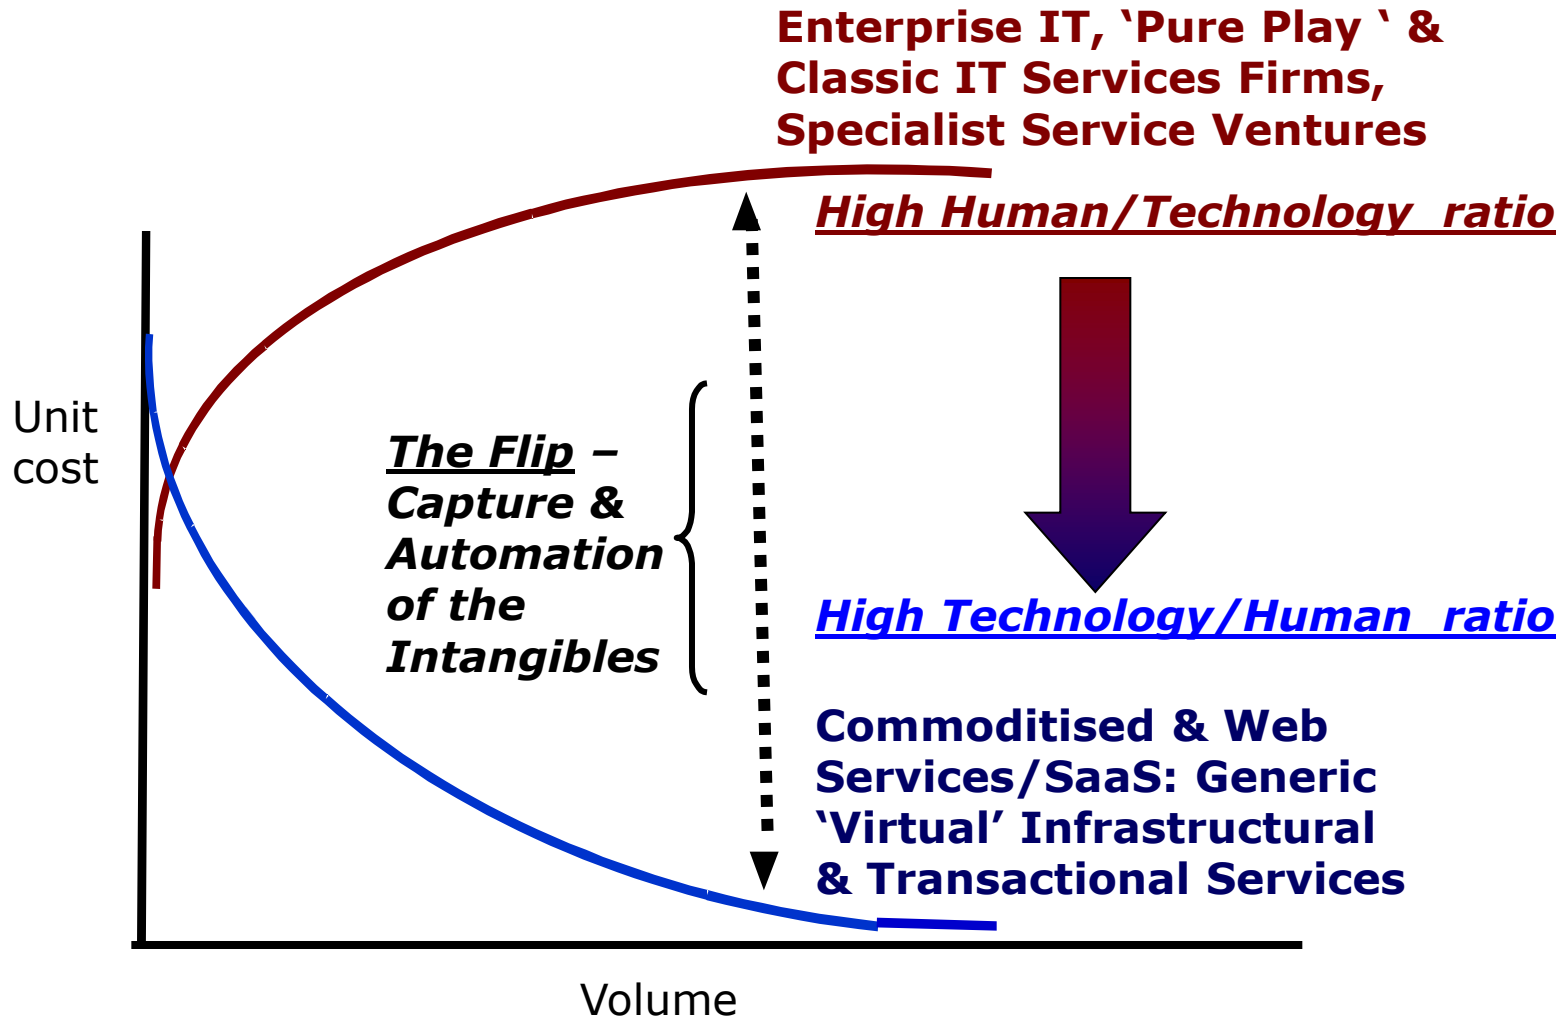 Enterprise IT, ‘Pure Play ‘ &
Classic IT Services Firms,
Specialist Service Ventures
High Human/Technology ratio
Unit
cost
The Flip –
Capture &
Automation
of the
Intangibles
High Technology/Human ratio
Commoditised & Web
Services/SaaS: Generic
‘Virtual’ Infrastructural
& Transactional Services
Volume